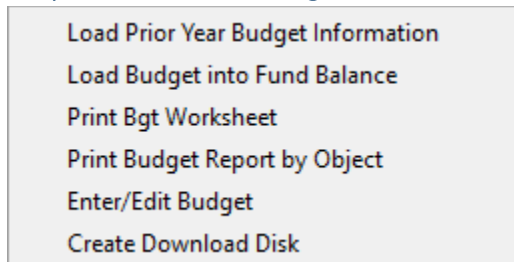 Load Prior Year Budget Information
Load Budget into Fund Balance
Print Bgt Worksheet
Print Budget Report by Object
Enter/Edit Budget
Create Download Disk